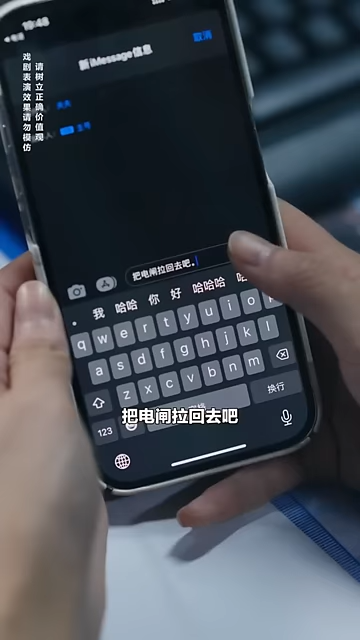 19:48
新iMessage信息
取消
请树立正确价值观
戏剧表演效果请勿模仿
把电闸拉回去吧。
我 哈哈 你 好 哈哈哈
q w e r t y u i o p
a s d f g h j k l
z x c v b n m
123
换行
把电闸拉回去吧